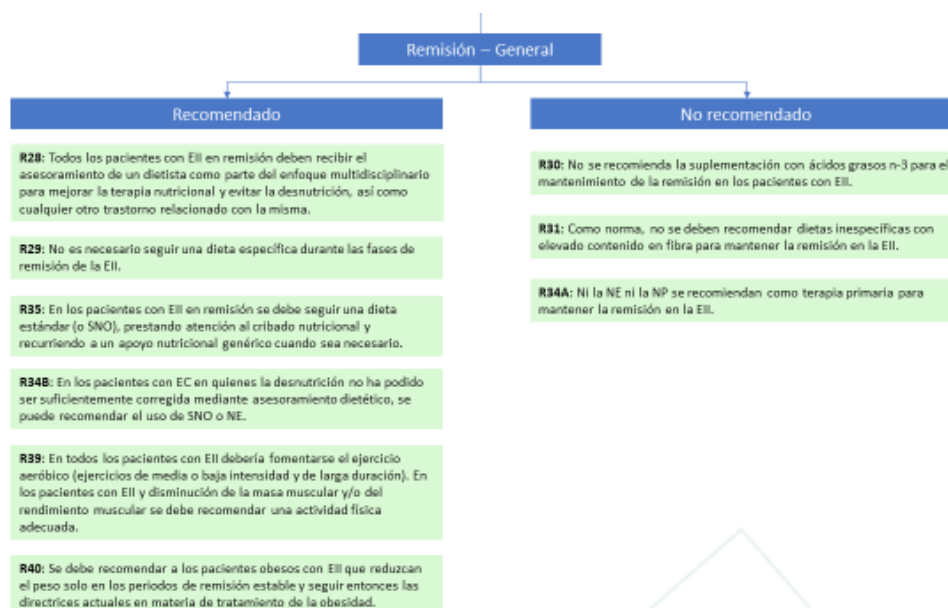 Remisión – General
Recomendado
R28: Todos los pacientes con EII en remisión deben recibir el
asesoramiento de un dietista como parte del enfoque multidisciplinario
para mejorar la terapia nutricional y evitar la desnutrición, así como
cualquier otro trastorno relacionado con la misma.
R29: No es necesario seguir una dieta específica durante las fases de
remisión de la EII.
R35: En los pacientes con EII en remisión se debe seguir una dieta
estándar (o SNO), prestando atención al cribado nutricional y
recurriendo a un apoyo nutricional genérico cuando sea necesario.
R34B: En los pacientes con EC en quienes la desnutrición no ha podido
ser suficientemente corregida mediante asesoramiento dietético, se
puede recomendar el uso de SNO o NE.
R39: En todos los pacientes con EII debería fomentarse el ejercicio
aeróbico (ejercicios de media o baja intensidad y de larga duración). En
los pacientes con EII y disminución de la masa muscular y/o del
rendimiento muscular se debe recomendar una actividad física
adecuada.
R40: Se debe recomendar a los pacientes obesos con EII que reduzcan
el peso solo en los periodos de remisión estable y seguir entonces las
directrices actuales en materia de tratamiento de la obesidad.
No recomendado
R30: No se recomienda la suplementación con ácidos grasos n-3 para el
mantenimiento de la remisión en los pacientes con EII.
R31: Como norma, no se deben recomendar dietas inespecíficas con
elevado contenido en fibra para mantener la remisión en la EII.
R34A: Ni la NE ni la NP se recomiendan como terapia primaria para
mantener la remisión en la EII.